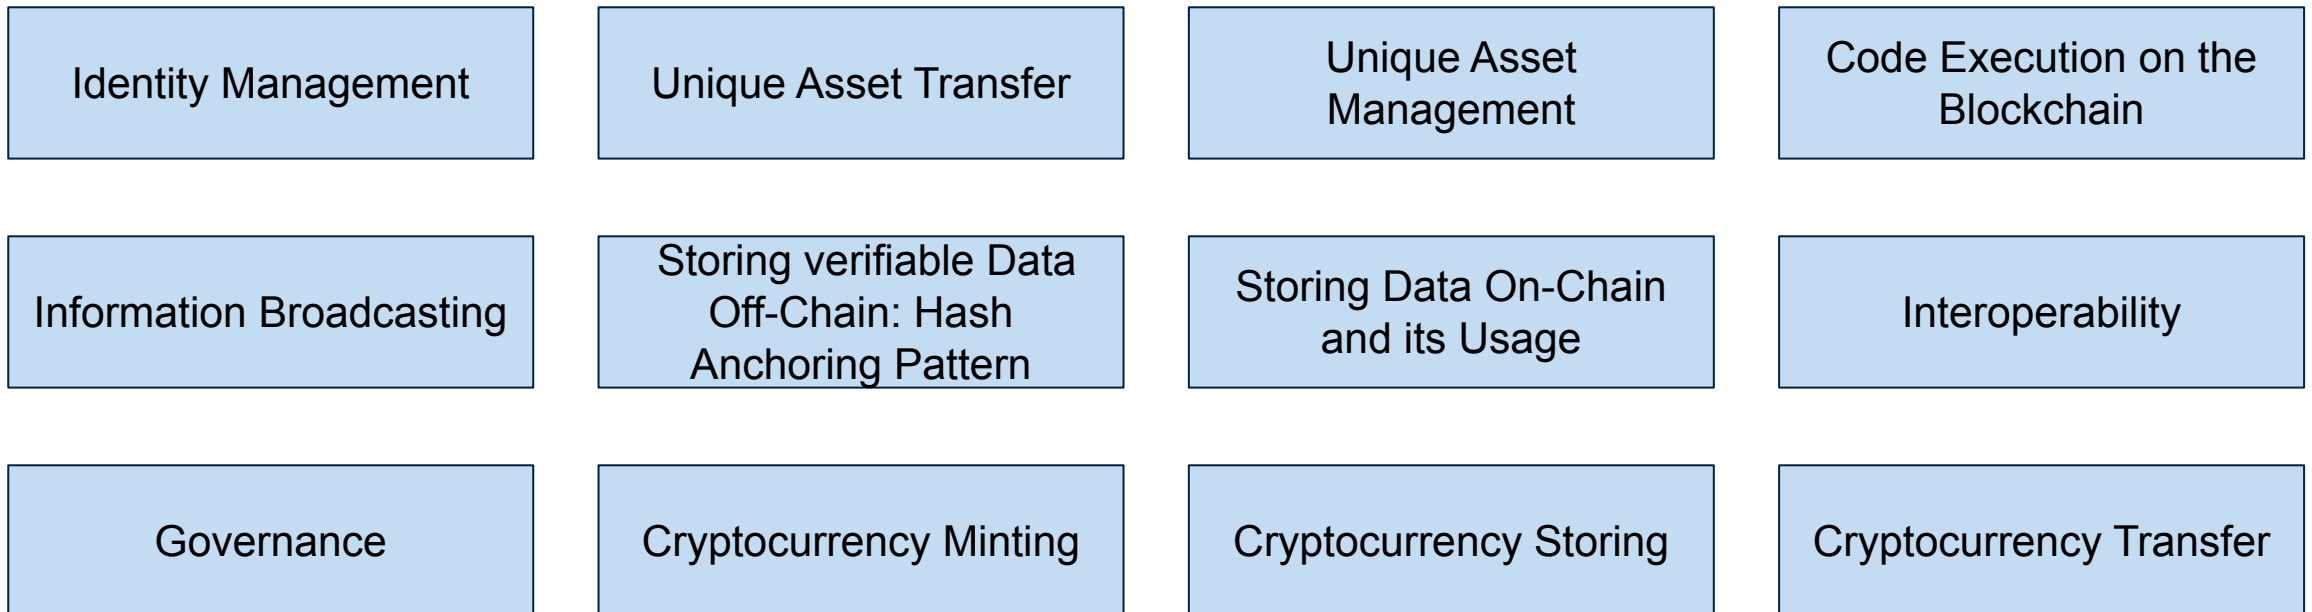 Identity Management
Unique Asset Transfer
Unique Asset
Management
Code Execution on the
Blockchain
Information Broadcasting
Storing verifiable Data
Off-Chain: Hash
Anchoring Pattern
Storing Data On-Chain
and its Usage
Interoperability
Governance
Cryptocurrency Minting
Cryptocurrency Storing
Cryptocurrency Transfer